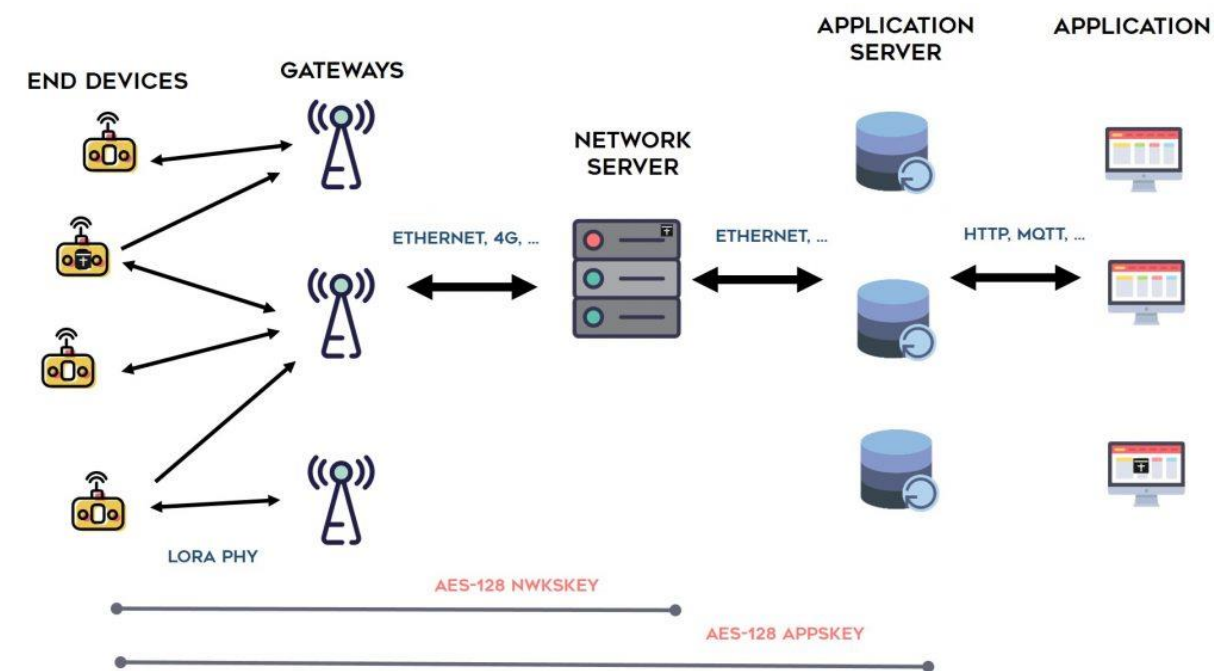 END DEVICES
GATEWAYS
NETWORK
SERVER
APPLICATION
SERVER
APPLICATION
ETHERNET, 4G, ...
ETHERNET, ...
HTTP, MQTT, ...
LORA PHY
AES-128 NWKSKEY
AES-128 APPSKEY